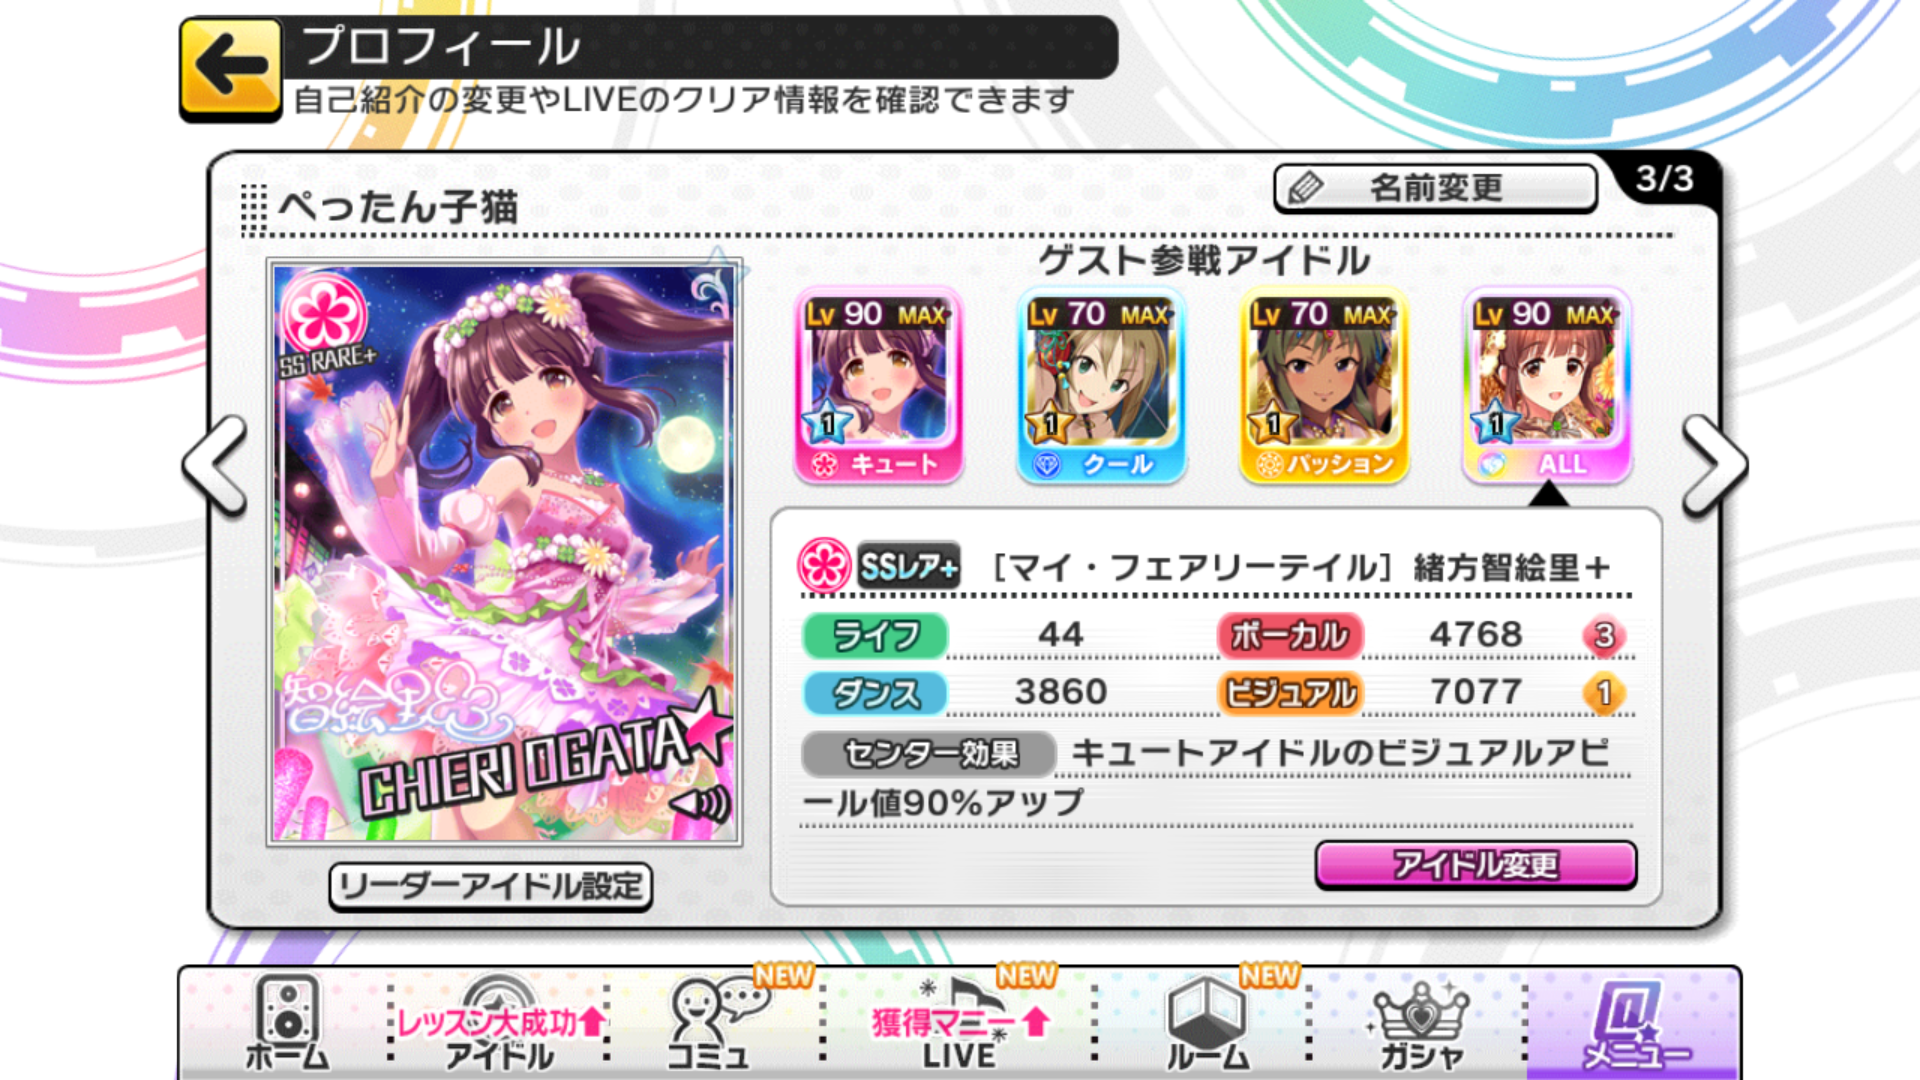 プロフィール
自己紹介の変更やLIVEのクリア情報を確認できます
3/3
ぺったん子猫
名前変更
ゲスト参戦アイドル
SS RARE+
Lv 90 MAX
1
キュート
Lv 70 MAX
1
クール
Lv 70 MAX
1
パッション
Lv 90 MAX
1
ALL
智絵里
CHIERI OGATA
リーダーアイドル設定
SSレア+ [マイ・フェアリーテイル] 緒方智絵里+
ライフ 44 ボーカル 4768 3
ダンス 3860 ビジュアル 7077 1
センター効果 キュートアイドルのビジュアルアピ
ール値90%アップ
アイドル変更
ホーム
レッスン大成功
アイドル
NEW
コミュ
NEW
獲得マニー
LIVE
NEW
ルーム
ガシャ
メニュー